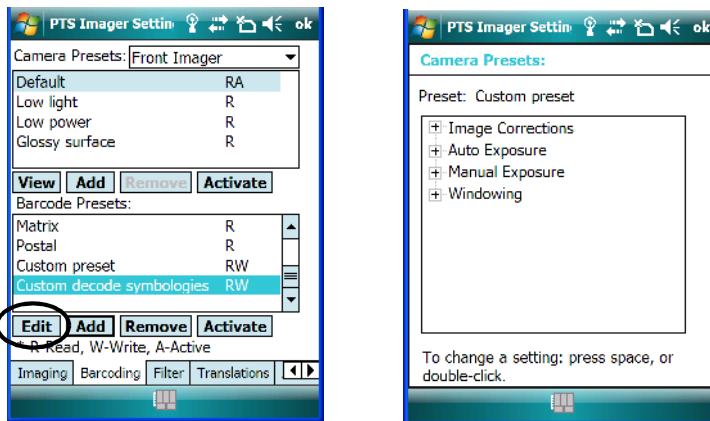 PTS Imager Settin ok
Camera Presets: Front Imager
Default RA
Low light R
Low power R
Glossy surface R
View Add Remove Activate
Barcode Presets:
Matrix R
Postal R
Custom preset RW
Custom decode symbologies RW
Edit Add Remove Activate
* R-Read, W-Write, A-Active
Imaging Barcoding Filter Translations
PTS Imager Settin ok
Camera Presets:
Preset: Custom preset
Image Corrections
Auto Exposure
Manual Exposure
Windowing
To change a setting: press space, or
double-click.